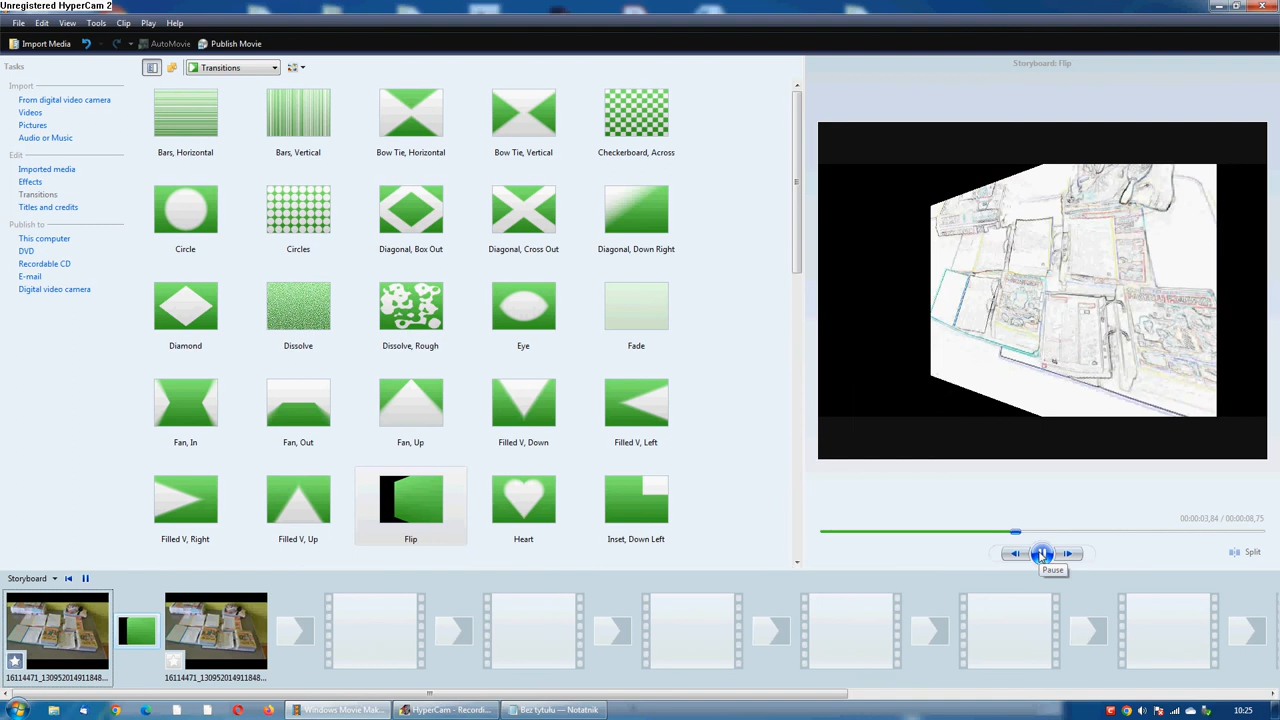 Unregistered HyperCam 2
File Edit View Tools Clip Play Help
Import Media AutoMovie Publish Movie
Tasks
Transitions
Storyboard: Flip
Import
From digital video camera
Videos
Pictures
Audio or Music
Edit
Imported media
Effects
Transitions
Titles and credits
Publish to
This computer
DVD
Recordable CD
E-mail
Digital video camera
Bars, Horizontal Bars, Vertical Bow Tie, Horizontal Bow Tie, Vertical Checkerboard, Across
Circle Circles Diagonal, Box Out Diagonal, Cross Out Diagonal, Down Right
Diamond Dissolve Dissolve, Rough Eye Fade
Fan, In Fan, Out Fan, Up Filled V, Down Filled V, Left
Filled V, Right Filled V, Up Flip Heart Inset, Down Left
00:00:03,84 / 00:00:08,75
Split
Pause
Storyboard
16114471_130952014911848... 16114471_130952014911848...
Windows Movie Mak... HyperCam - Recordi... Bez tytułu — Notatnik 10:25